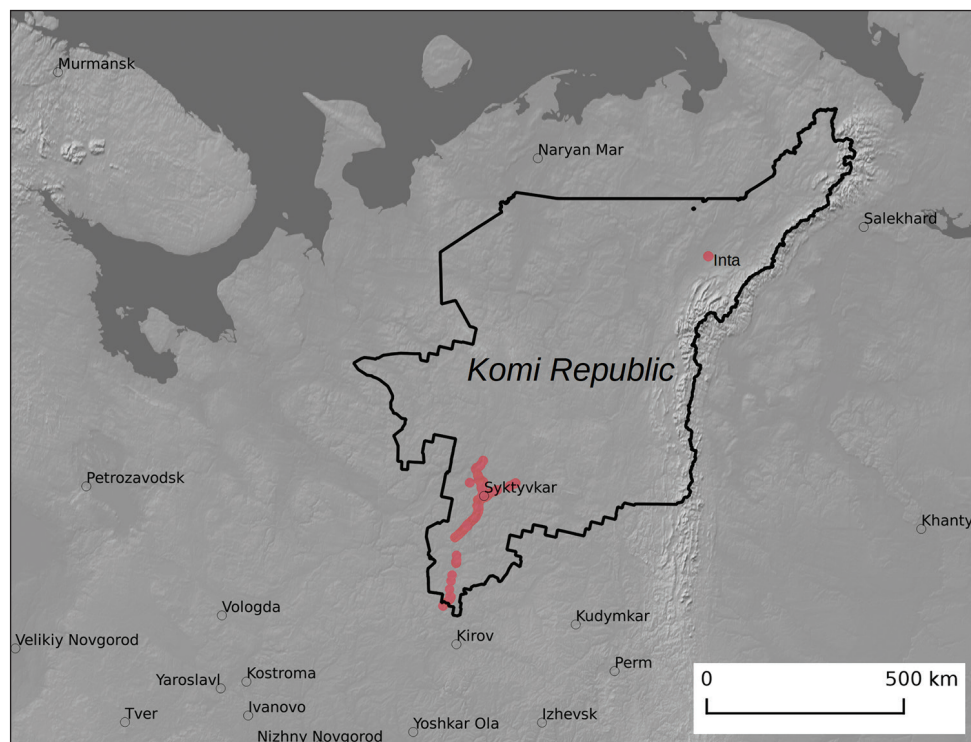 Murmansk
Naryan Mar
Salekhard
Inta
Komi Republic
Petrozavodsk
Syktyvkar
Khanty
Vologda
Kudymkar
Velikiy Novgorod
Kirov
Perm
Yaroslavl
Kostroma
Tver
Ivanovo
Yoshkar Ola
Izhevsk
Nizhny Novgorod
0 500 km